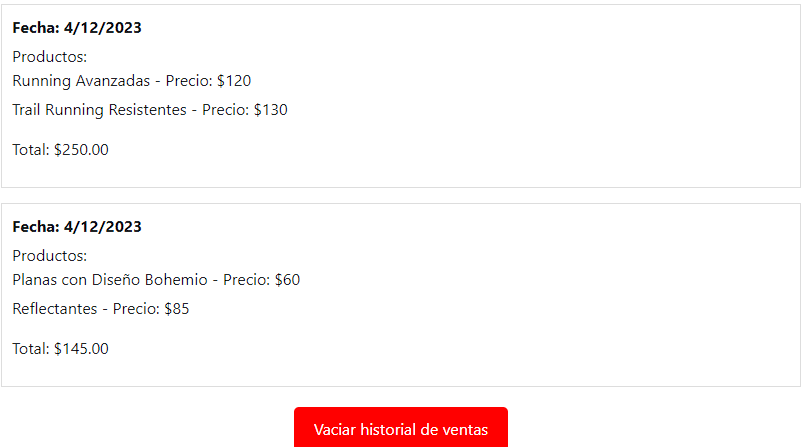 Fecha: 4/12/2023
Productos:
Running Avanzadas - Precio: $120
Trail Running Resistentes - Precio: $130
Total: $250.00
Fecha: 4/12/2023
Productos:
Planas con Diseño Bohemio - Precio: $60
Reflectantes - Precio: $85
Total: $145.00
Vaciar historial de ventas